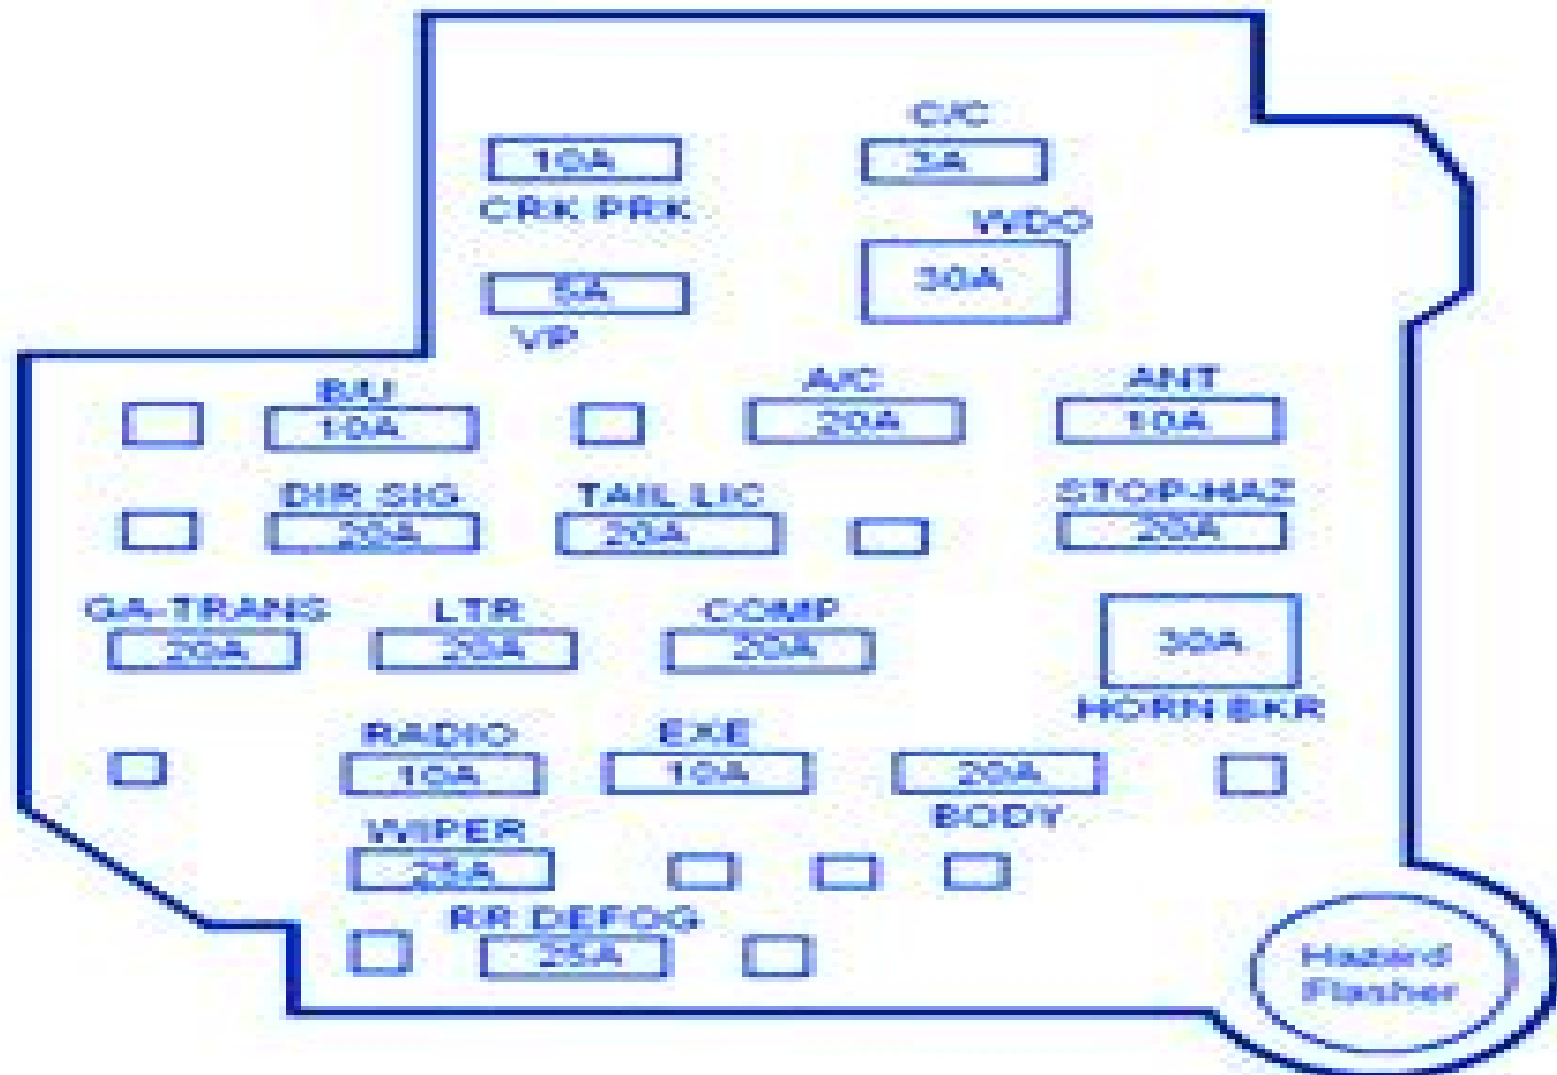 C/C
10A
3A
CRK PRK
WDO
30A
5A
VIP
B/U
10A
A/C
20A
ANT
10A
DIR SIG
20A
TAIL LIC
20A
STOP-HAZ
20A
GA-TRANS
20A
LTR
20A
COMP
20A
30A
HORN BKR
RADIO
10A
EXE
10A
20A
BODY
WIPER
25A
RR DEFOG
25A
Hazard
Flasher